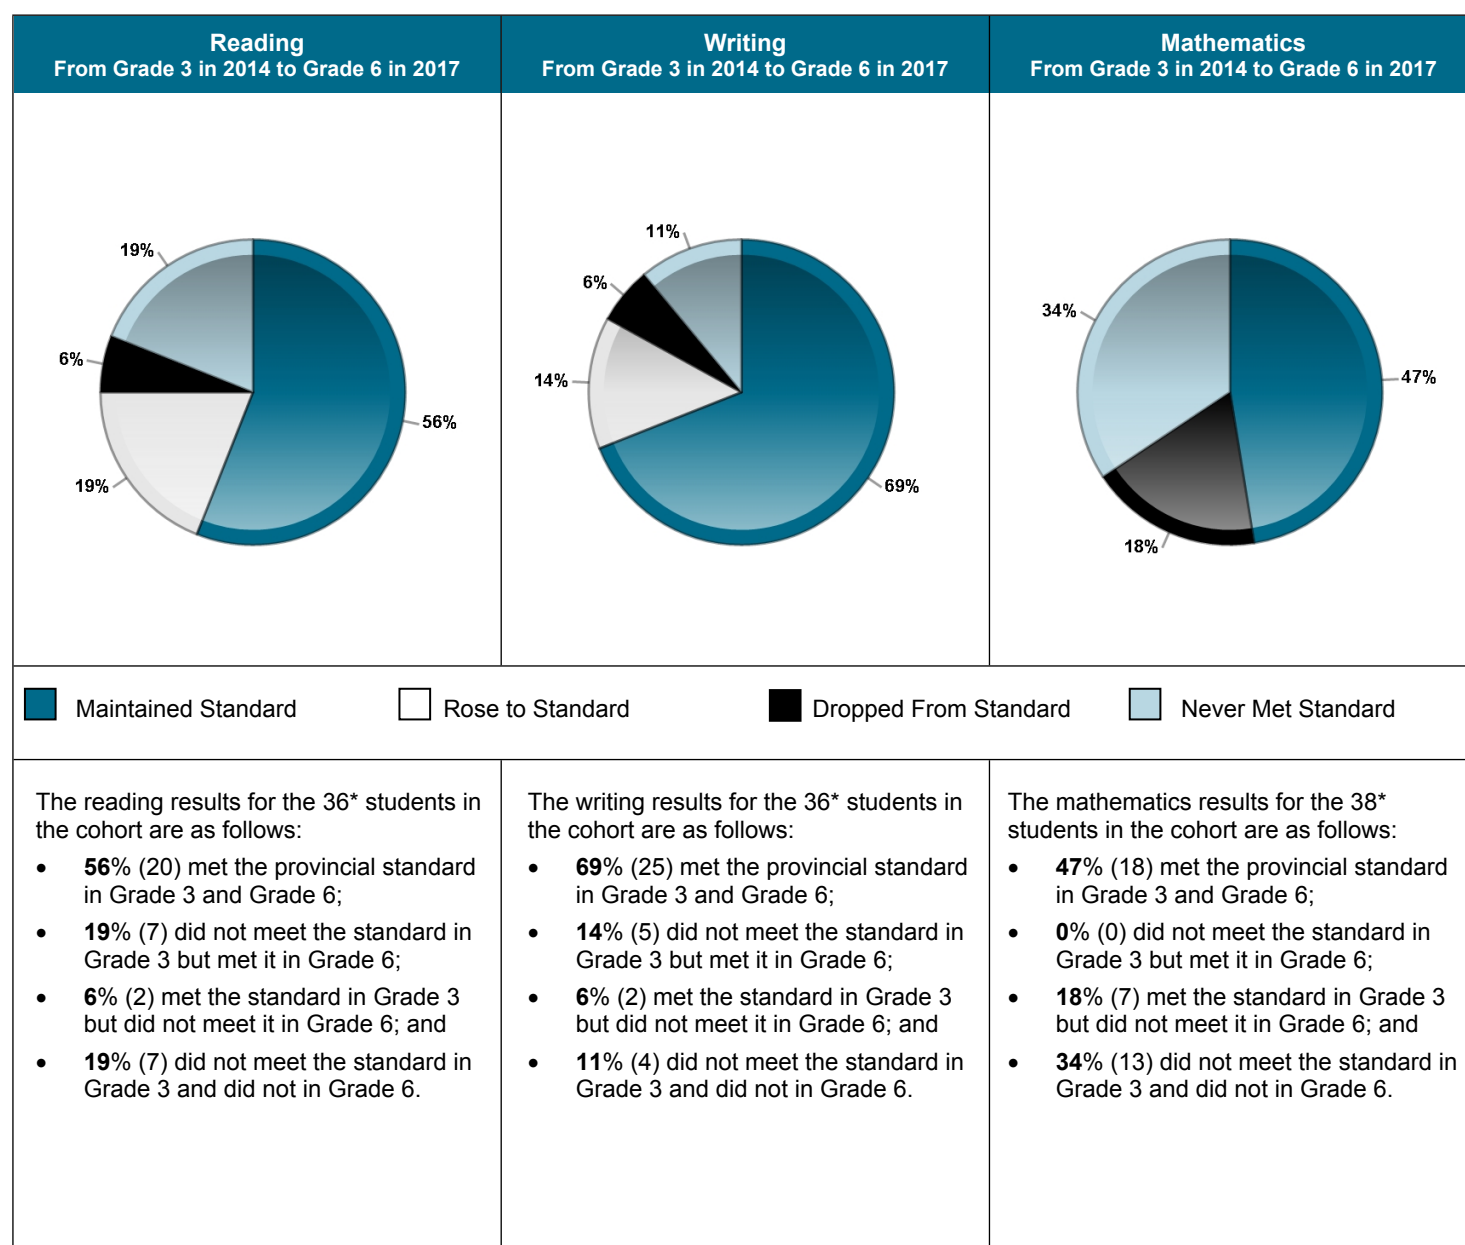 Reading
From Grade 3 in 2014 to Grade 6 in 2017
Writing
From Grade 3 in 2014 to Grade 6 in 2017
Mathematics
From Grade 3 in 2014 to Grade 6 in 2017
19%
6%
19%
56%
11%
6%
14%
69%
34%
18%
47%
Maintained Standard
Rose to Standard
Dropped From Standard
Never Met Standard
The reading results for the 36* students in
the cohort are as follows:
• 56% (20) met the provincial standard
in Grade 3 and Grade 6;
• 19% (7) did not meet the standard in
Grade 3 but met it in Grade 6;
• 6% (2) met the standard in Grade 3
but did not meet it in Grade 6; and
• 19% (7) did not meet the standard in
Grade 3 and did not in Grade 6.
The writing results for the 36* students in
the cohort are as follows:
• 69% (25) met the provincial standard
in Grade 3 and Grade 6;
• 14% (5) did not meet the standard in
Grade 3 but met it in Grade 6;
• 6% (2) met the standard in Grade 3
but did not meet it in Grade 6; and
• 11% (4) did not meet the standard in
Grade 3 and did not in Grade 6.
The mathematics results for the 38*
students in the cohort are as follows:
• 47% (18) met the provincial standard
in Grade 3 and Grade 6;
• 0% (0) did not meet the standard in
Grade 3 but met it in Grade 6;
• 18% (7) met the standard in Grade 3
but did not meet it in Grade 6; and
• 34% (13) did not meet the standard in
Grade 3 and did not in Grade 6.